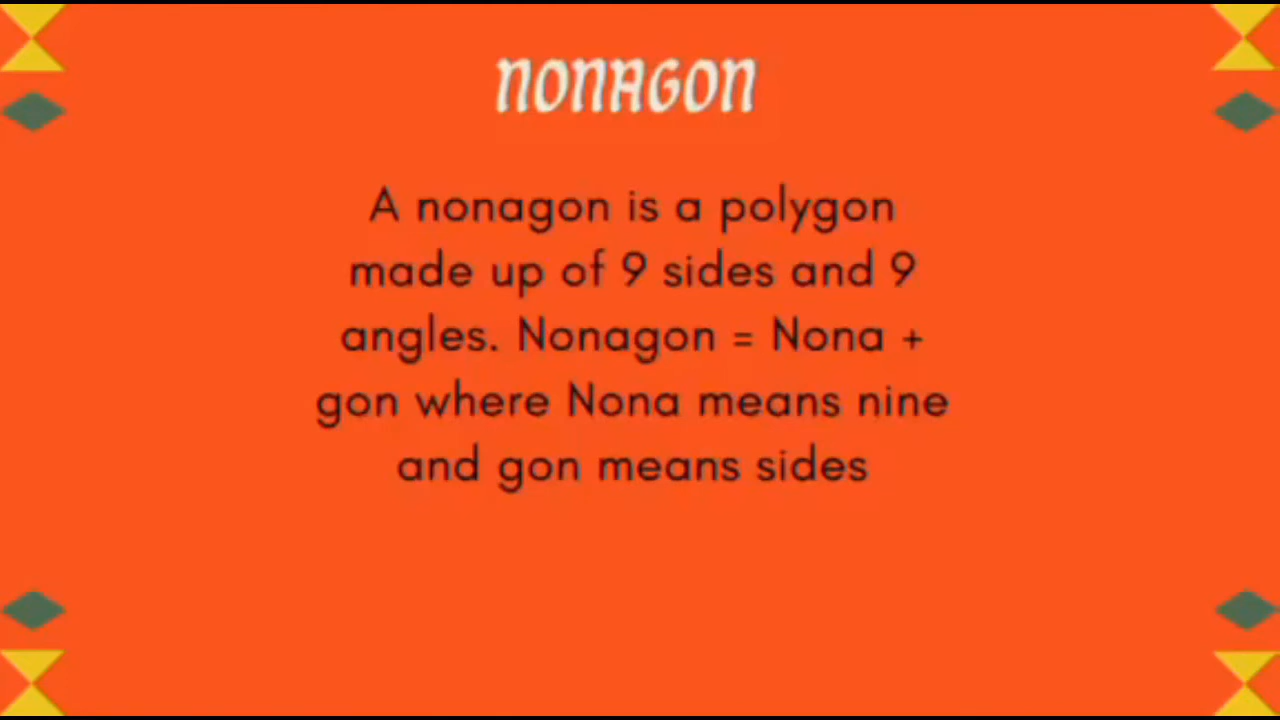 NONAGON
A nonagon is a polygon
made up of 9 sides and 9
angles. Nonagon = Nona +
gon where Nona means nine
and gon means sides